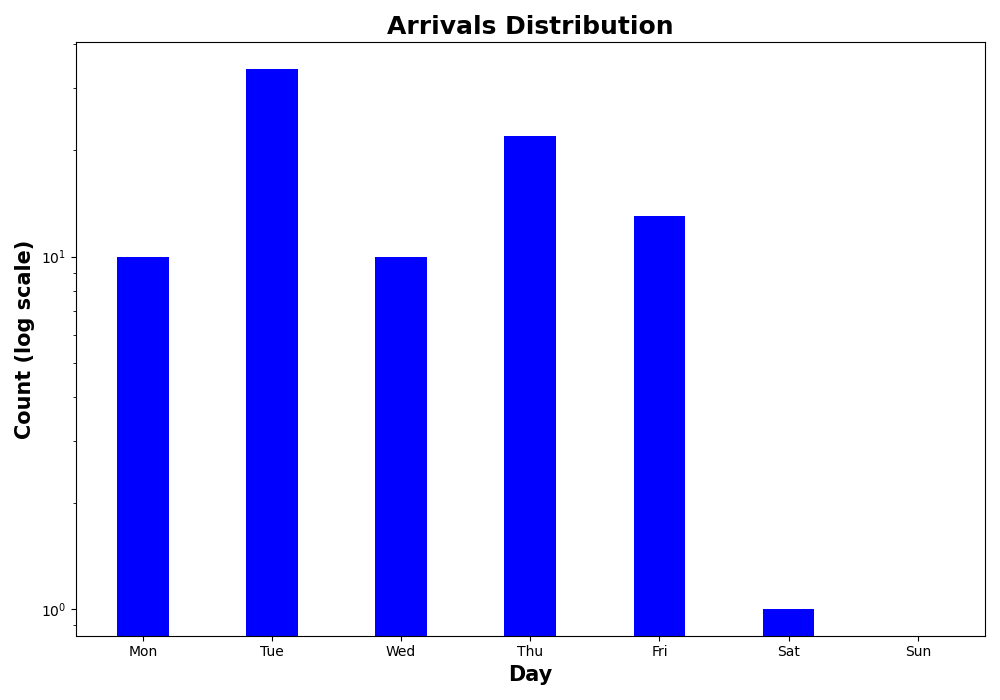 Arrivals Distribution
Count (log scale)
10¹
10⁰
Mon Tue Wed Thu Fri Sat Sun
Day